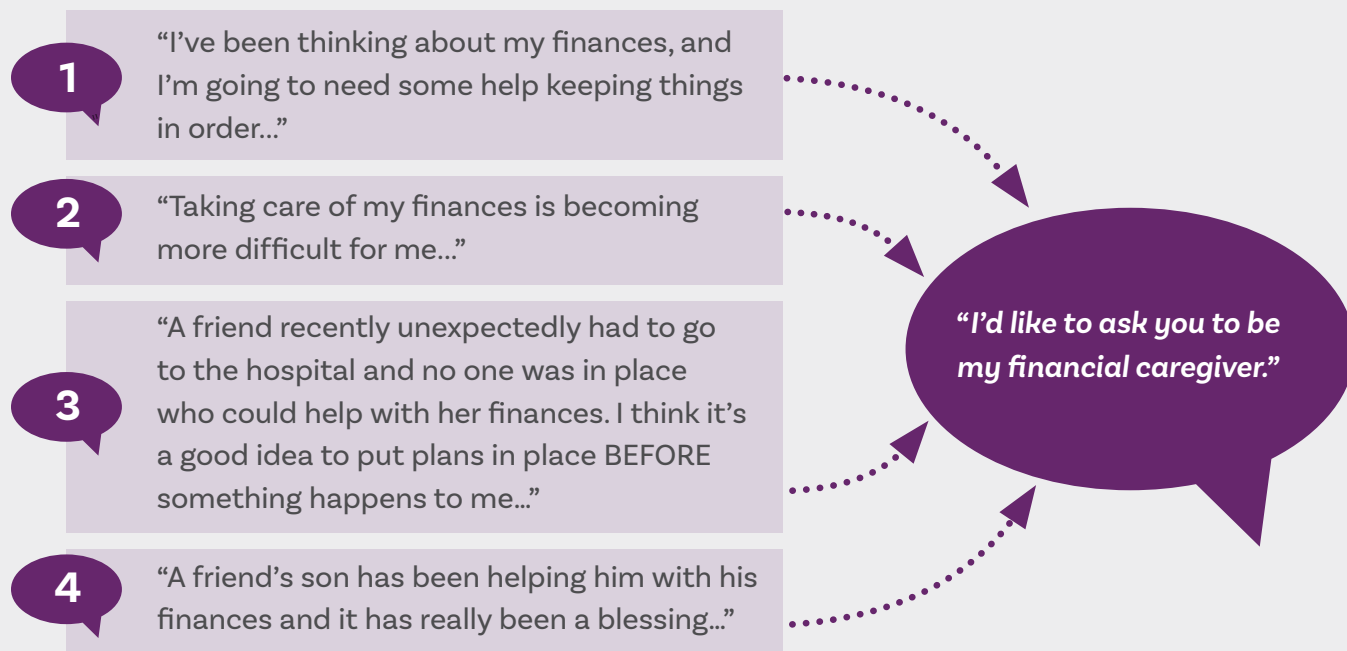 1
“I’ve been thinking about my finances, and
I’m going to need some help keeping things
in order...”
2
“Taking care of my finances is becoming
more difficult for me...”
3
“A friend recently unexpectedly had to go
to the hospital and no one was in place
who could help with her finances. I think it’s
a good idea to put plans in place BEFORE
something happens to me...”
4
“A friend’s son has been helping him with his
finances and it has really been a blessing...”
“I’d like to ask you to be
my financial caregiver.”